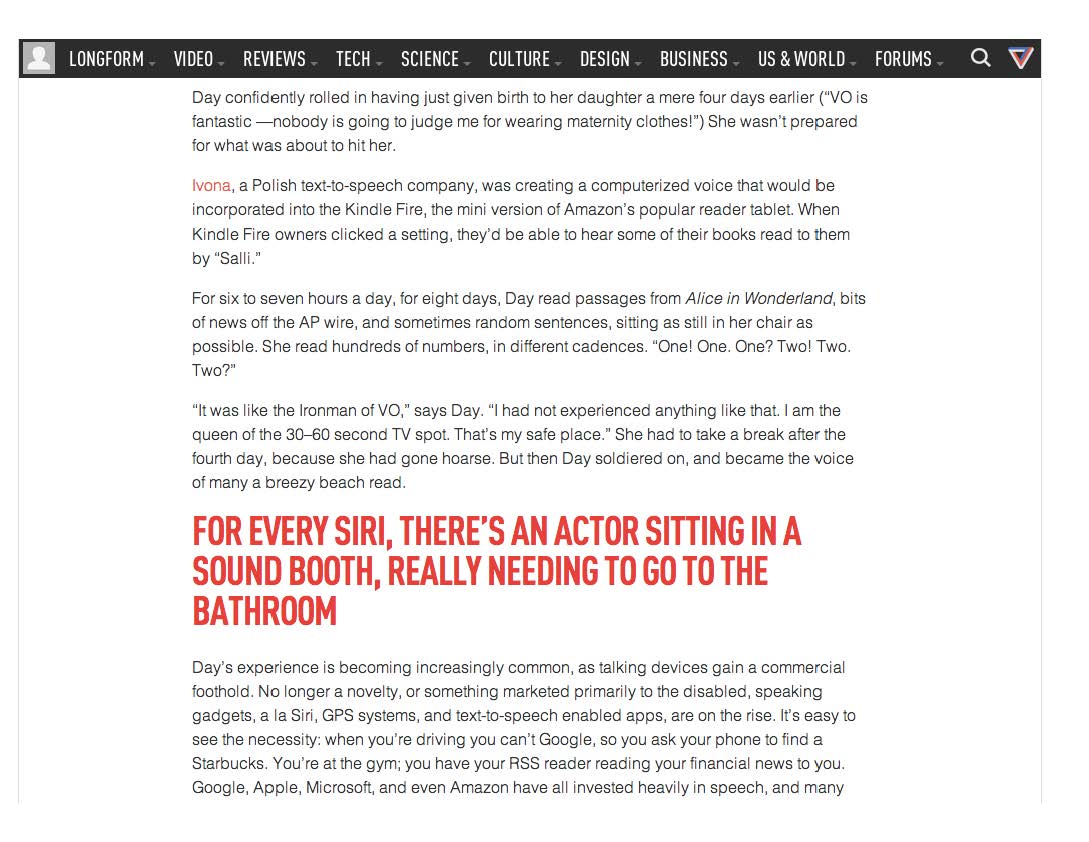 LONGFORM VIDEO REVIEWS TECH SCIENCE CULTURE DESIGN BUSINESS US & WORLD FORUMS
Day confidently rolled in having just given birth to her daughter a mere four days earlier (“VO is
fantastic —nobody is going to judge me for wearing maternity clothes!”) She wasn’t prepared
for what was about to hit her.
Ivona, a Polish text-to-speech company, was creating a computerized voice that would be
incorporated into the Kindle Fire, the mini version of Amazon’s popular reader tablet. When
Kindle Fire owners clicked a setting, they’d be able to hear some of their books read to them
by “Salli.”
For six to seven hours a day, for eight days, Day read passages from Alice in Wonderland, bits
of news off the AP wire, and sometimes random sentences, sitting as still in her chair as
possible. She read hundreds of numbers, in different cadences. “One! One. One? Two! Two.
Two?”
“It was like the Ironman of VO,” says Day. “I had not experienced anything like that. I am the
queen of the 30–60 second TV spot. That’s my safe place.” She had to take a break after the
fourth day, because she had gone hoarse. But then Day soldiered on, and became the voice
of many a breezy beach read.
FOR EVERY SIRI, THERE’S AN ACTOR SITTING IN A
SOUND BOOTH, REALLY NEEDING TO GO TO THE
BATHROOM
Day’s experience is becoming increasingly common, as talking devices gain a commercial
foothold. No longer a novelty, or something marketed primarily to the disabled, speaking
gadgets, a la Siri, GPS systems, and text-to-speech enabled apps, are on the rise. It’s easy to
see the necessity: when you’re driving you can’t Google, so you ask your phone to find a
Starbucks. You’re at the gym; you have your RSS reader reading your financial news to you.
Google, Apple, Microsoft, and even Amazon have all invested heavily in speech, and many